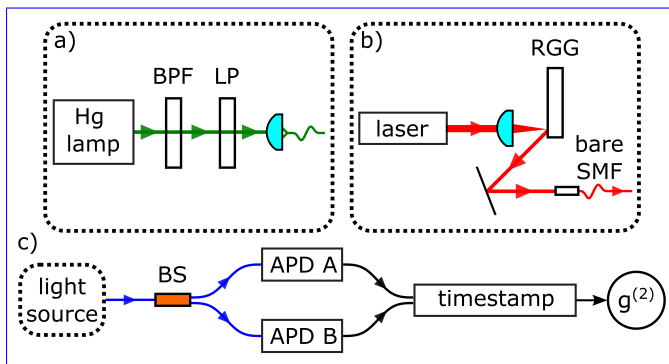 a)
BPF LP
Hg
lamp
b)
RGG
laser
bare
SMF
c)
light
source
BS
APD A
APD B
timestamp
g(2)